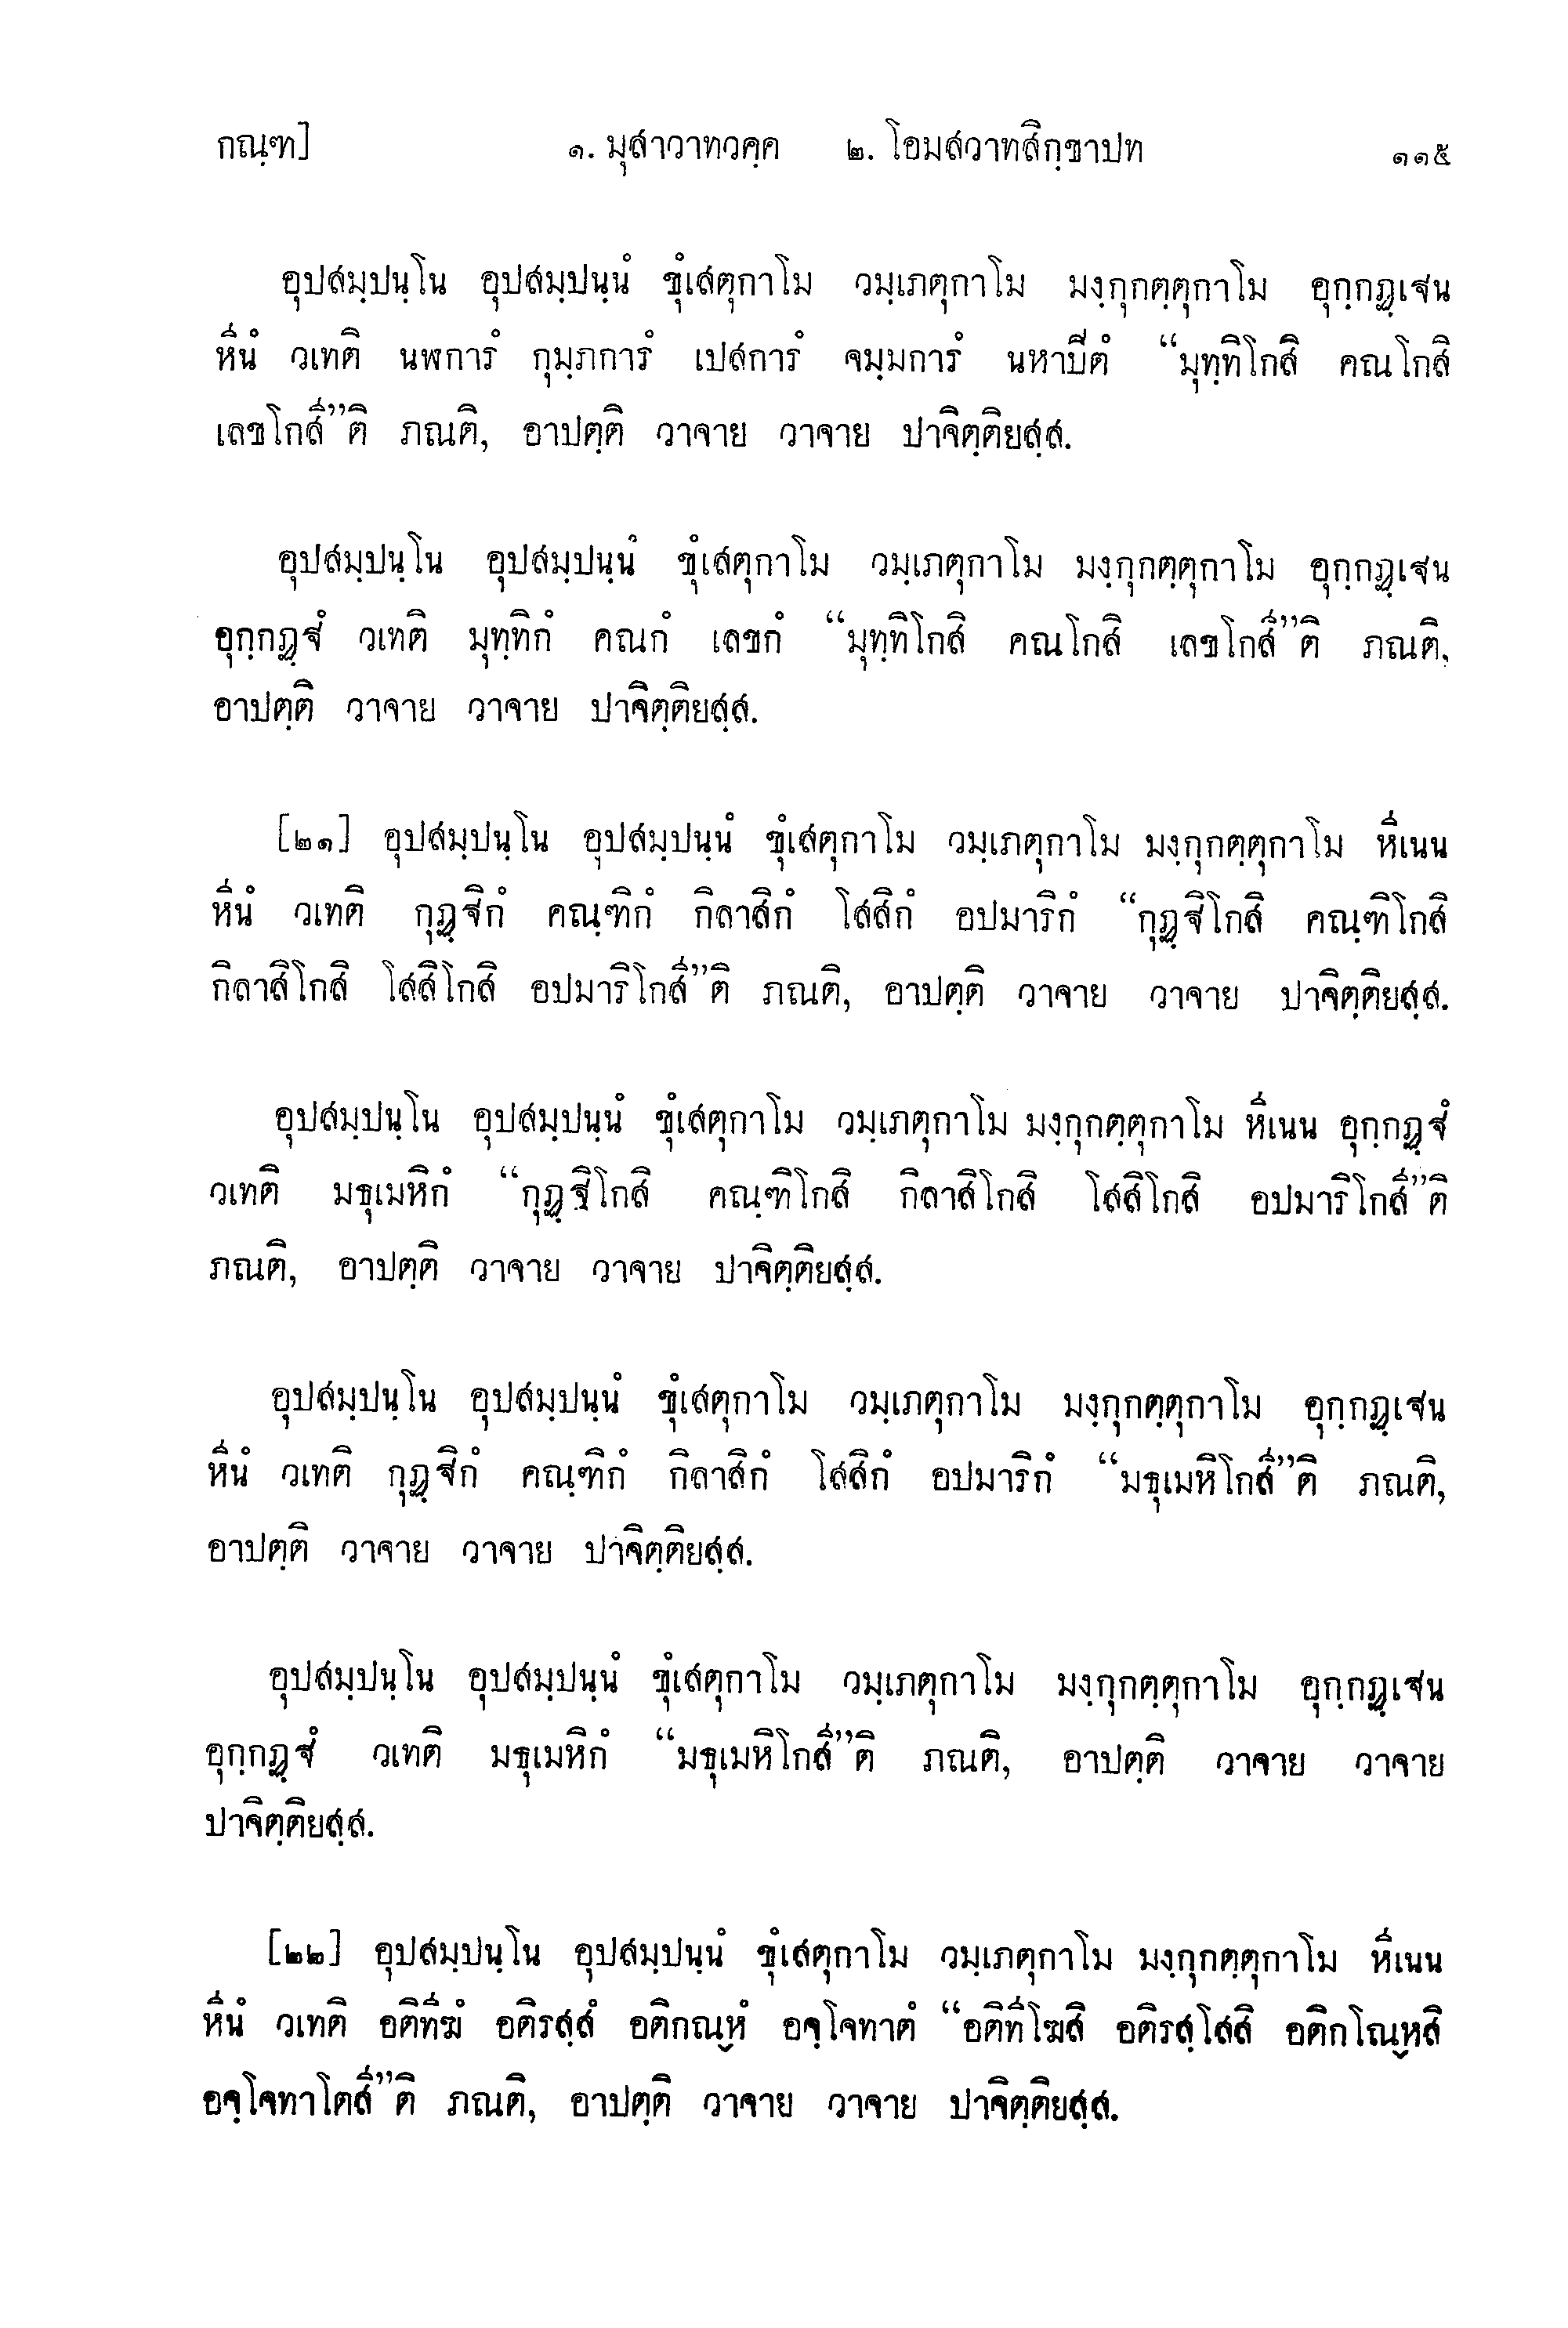 กณฺฑ] ๑. มุสาวาทวคฺค ๒. โอมสวาทสิกฺขาปท ๑๑๕
อุปสมฺปนฺโน อุปสมฺปนฺนํ ขุํเสตุกาโม วมฺเภตุกาโม มงฺกุกตฺตุกาโม อุกฺกฏฺเฐน
หีนํ วเทติ นฬการํ กุมฺภการํ เปสการํ จมฺมการํ นหาปิตํ “มุทฺทิโกสิ คณโกสิ
เลขโกสี”ติ ภณติ, อาปตฺติ วาจาย วาจาย ปาจิตฺติยสฺส.
อุปสมฺปนฺโน อุปสมฺปนฺนํ ขุํเสตุกาโม วมฺเภตุกาโม มงฺกุกตฺตุกาโม อุกฺกฏฺเฐน
อุกฺกฏฺฐํ วเทติ มุทฺทิกํ คณกํ เลขกํ “มุทฺทิโกสิ คณโกสิ เลขโกสี”ติ ภณติ,
อาปตฺติ วาจาย วาจาย ปาจิตฺติยสฺส.
[๒๑] อุปสมฺปนฺโน อุปสมฺปนฺนํ ขุํเสตุกาโม วมฺเภตุกาโม มงฺกุกตฺตุกาโม หีเนน
หีนํ วเทติ กุฏฺฐิกํ คณฺฑิกํ กิลาสิกํ โสสิกํ อปมาริกํ “กุฏฺฐิโกสิ คณฺฑิโกสิ
กิลาสิโกสิ โสสิโกสิ อปมาริโกสี”ติ ภณติ, อาปตฺติ วาจาย วาจาย ปาจิตฺติยสฺส.
อุปสมฺปนฺโน อุปสมฺปนฺนํ ขุํเสตุกาโม วมฺเภตุกาโม มงฺกุกตฺตุกาโม หีเนน อุกฺกฏฺฐํ
วเทติ มธุเมหิกํ “กุฏฺฐิโกสิ คณฺฑิโกสิ กิลาสิโกสิ โสสิโกสิ อปมาริโกสี”ติ
ภณติ, อาปตฺติ วาจาย วาจาย ปาจิตฺติยสฺส.
อุปสมฺปนฺโน อุปสมฺปนฺนํ ขุํเสตุกาโม วมฺเภตุกาโม มงฺกุกตฺตุกาโม อุกฺกฏฺเฐน
หีนํ วเทติ กุฏฺฐิกํ คณฺฑิกํ กิลาสิกํ โสสิกํ อปมาริกํ “มธุเมหิโกสี”ติ ภณติ,
อาปตฺติ วาจาย วาจาย ปาจิตฺติยสฺส.
อุปสมฺปนฺโน อุปสมฺปนฺนํ ขุํเสตุกาโม วมฺเภตุกาโม มงฺกุกตฺตุกาโม อุกฺกฏฺเฐน
อุกฺกฏฺฐํ วเทติ มธุเมหิกํ “มธุเมหิโกสี”ติ ภณติ, อาปตฺติ วาจาย วาจาย
ปาจิตฺติยสฺส.
[๒๒] อุปสมฺปนฺโน อุปสมฺปนฺนํ ขุํเสตุกาโม วมฺเภตุกาโม มงฺกุกตฺตุกาโม หีเนน
หีนํ วเทติ อติทีฆํ อติรสฺสํ อติกณฺหํ อจฺโจทาตํ “อติทีโฆสิ อติรสฺโสสิ อติกโณฺหสิ
อจฺโจทาโตสี”ติ ภณติ, อาปตฺติ วาจาย วาจาย ปาจิตฺติยสฺส.